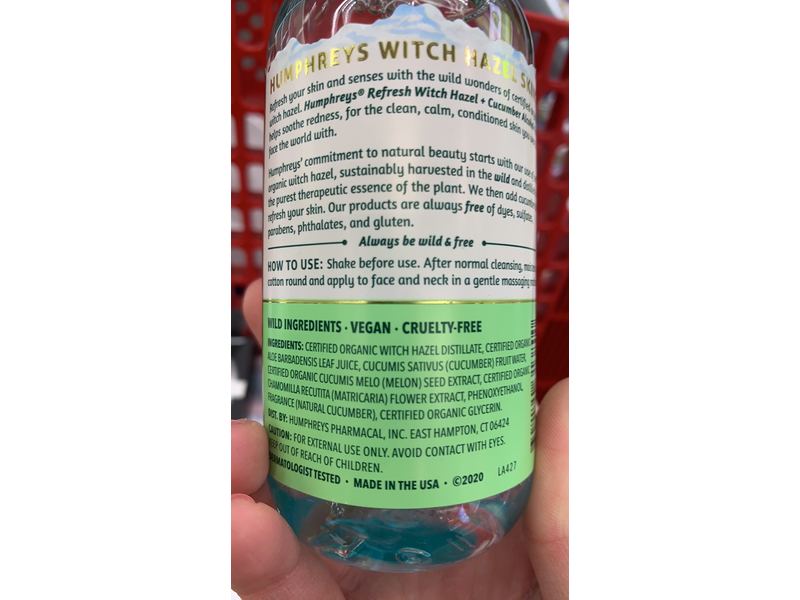 HUMPHREYS WITCH HAZEL SKIN
Refresh your skin and senses with the wild wonders of certified
witch hazel. Humphreys® Refresh Witch Hazel + Cucumber
helps soothe redness, for the clean, calm, conditioned skin you
face the world with.
Humphreys' commitment to natural beauty starts with our use of
organic witch hazel, sustainably harvested in the wild and
the purest therapeutic essence of the plant. We then add
refresh your skin. Our products are always free of dyes, sulfates,
parabens, phthalates, and gluten.
Always be wild & free
HOW TO USE: Shake before use. After normal cleansing,
cotton round and apply to face and neck in a gentle massaging
WILD INGREDIENTS · VEGAN · CRUELTY-FREE
INGREDIENTS: CERTIFIED ORGANIC WITCH HAZEL DISTILLATE, CERTIFIED ORGANIC
ALOE BARBADENSIS LEAF JUICE, CUCUMIS SATIVUS (CUCUMBER) FRUIT WATER,
CERTIFIED ORGANIC CUCUMIS MELO (MELON) SEED EXTRACT, CERTIFIED ORGANIC
CHAMOMILLA RECUTITA (MATRICARIA) FLOWER EXTRACT, PHENOXYETHANOL,
FRAGRANCE (NATURAL CUCUMBER), CERTIFIED ORGANIC GLYCERIN.
DIST. BY: HUMPHREYS PHARMACAL, INC. EAST HAMPTON, CT 06424
CAUTION: FOR EXTERNAL USE ONLY. AVOID CONTACT WITH EYES.
KEEP OUT OF REACH OF CHILDREN.
DERMATOLOGIST TESTED · MADE IN THE USA · ©2020 LA427